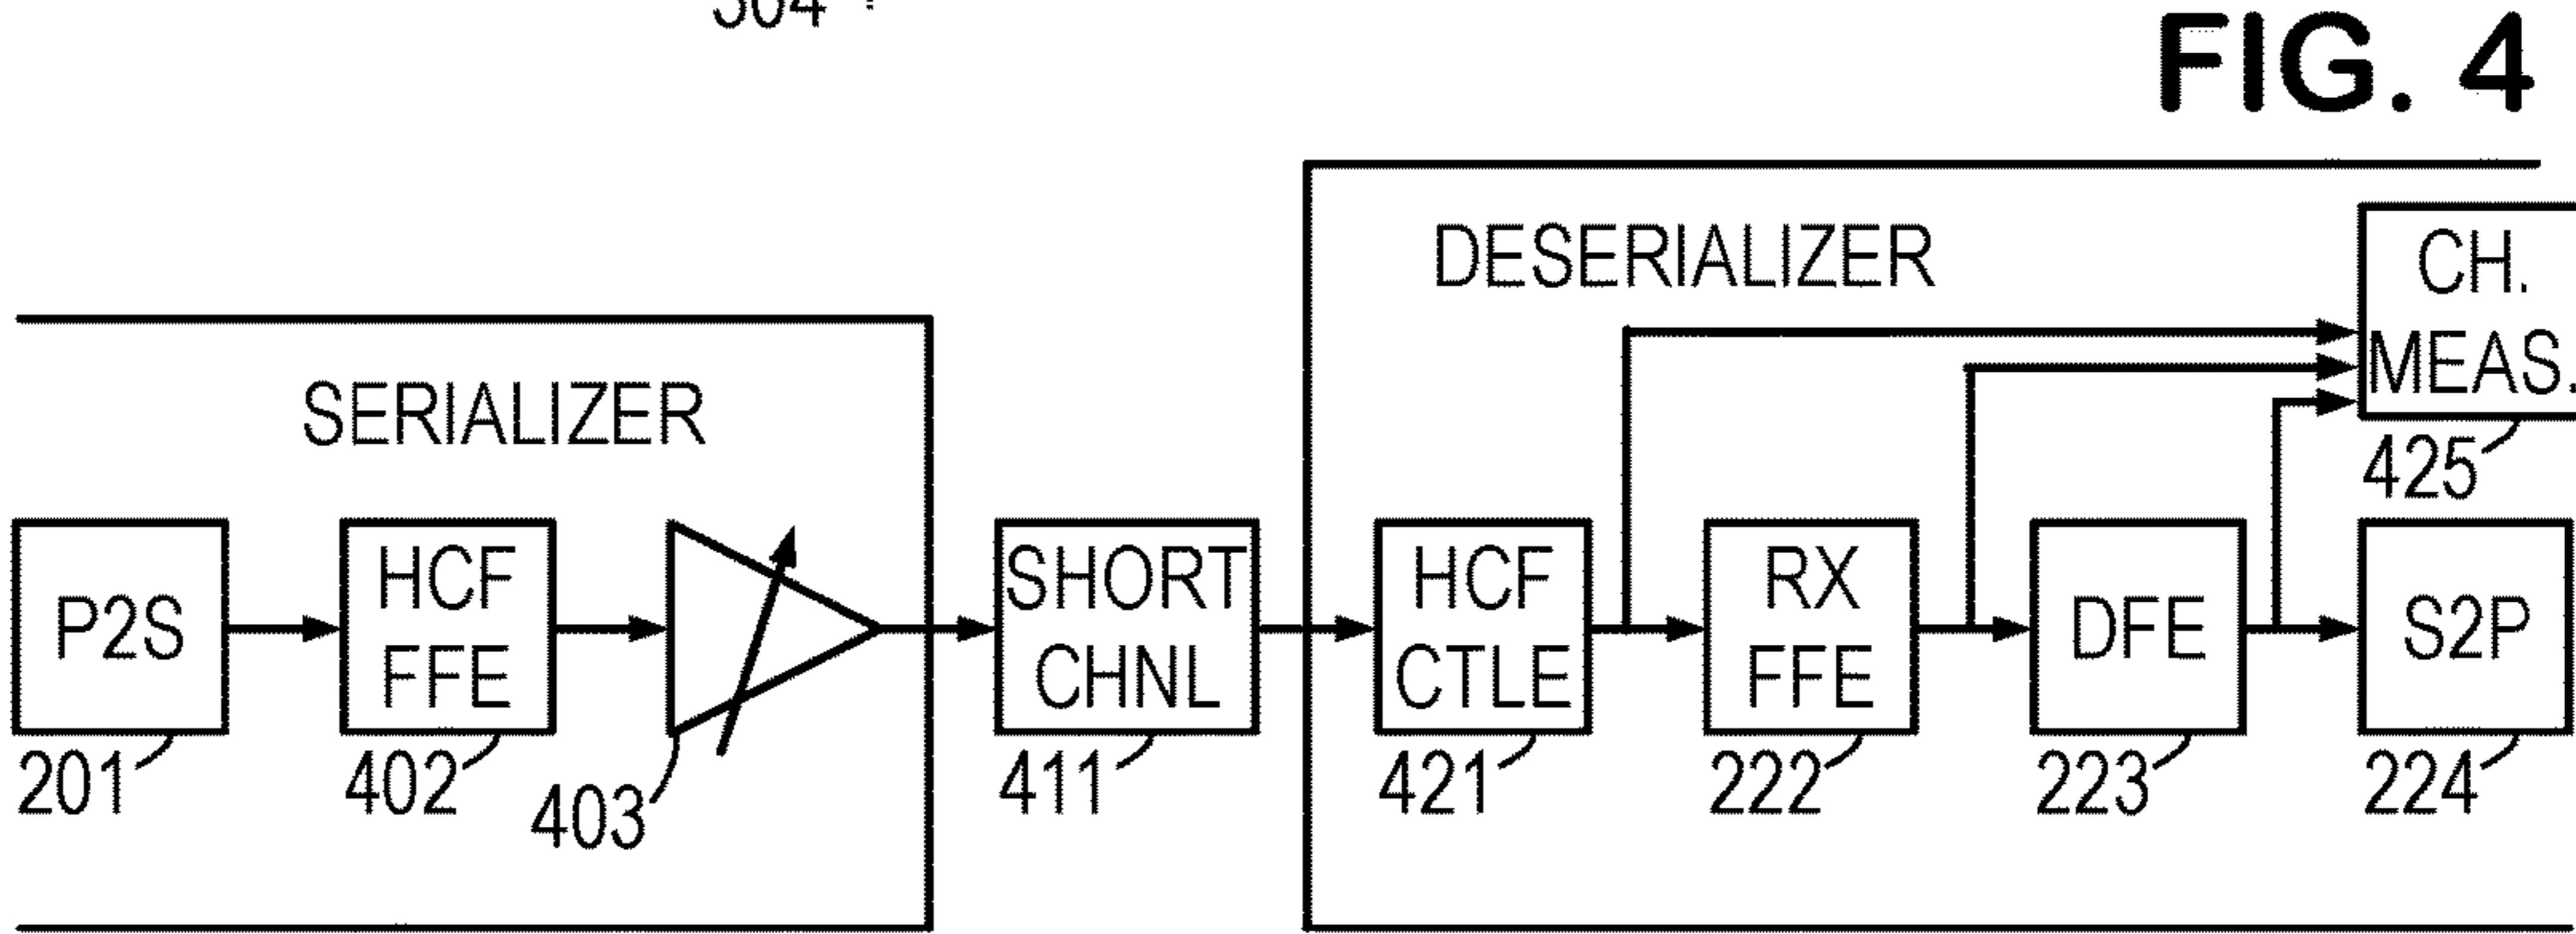 FIG. 4
DESERIALIZER
CH.
MEAS.
425
SERIALIZER
P2S
201
HCF
FFE
402
403
SHORT
CHNL
411
HCF
CTLE
421
RX
FFE
222
DFE
223
S2P
224